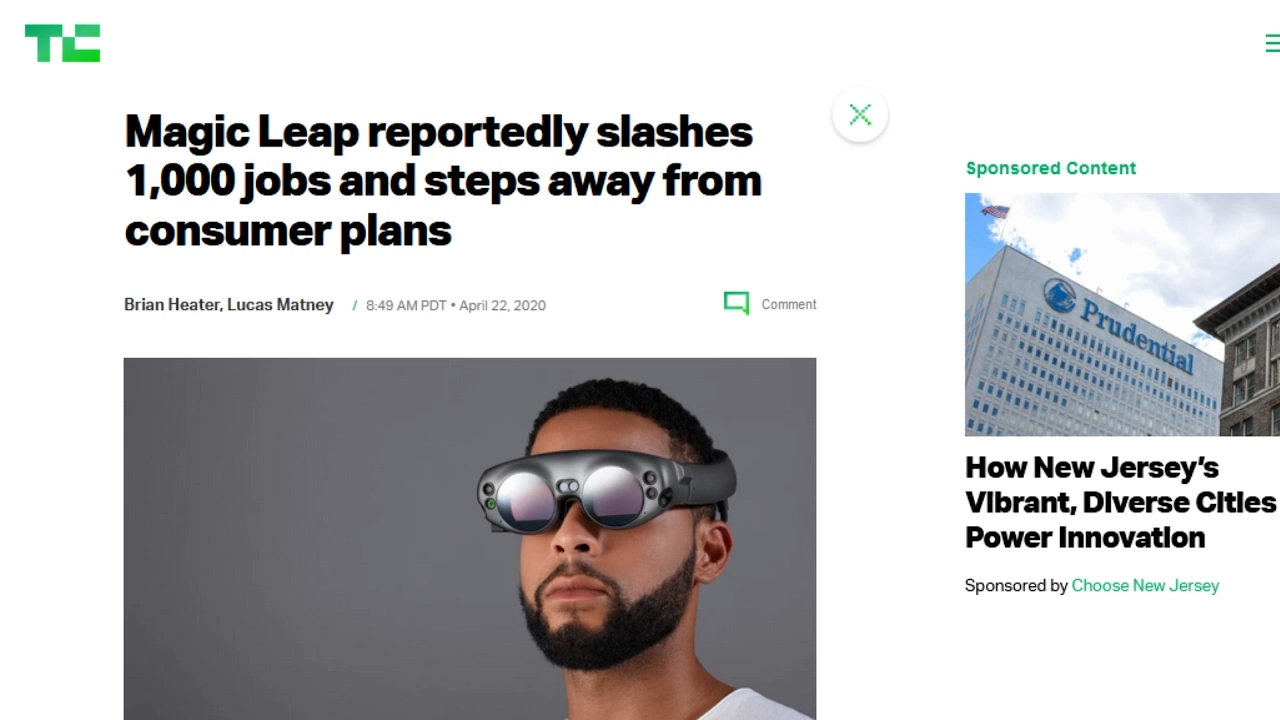 TC
Magic Leap reportedly slashes
1,000 jobs and steps away from
consumer plans
Brian Heater, Lucas Matney / 8:49 AM PDT • April 22, 2020
Comment
Sponsored Content
Prudential
How New Jersey's
Vibrant, Diverse Cities
Power Innovation
Sponsored by Choose New Jersey